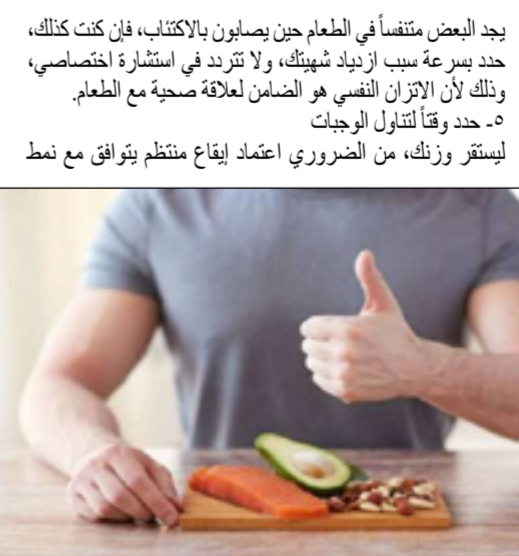 يجد البعض متنفساً في الطعام حين يصابون بالاكتئاب، فإن كنت كذلك،
حدد بسرعة سبب ازدياد شهيتك، ولا تتردد في استشارة اختصاصي،
وذلك لأن الاتزان النفسي هو الضامن لعلاقة صحية مع الطعام.
٥- حدد وقتاً لتناول الوجبات
ليستقر وزنك، من الضروري اعتماد إيقاع منتظم يتوافق مع نمط